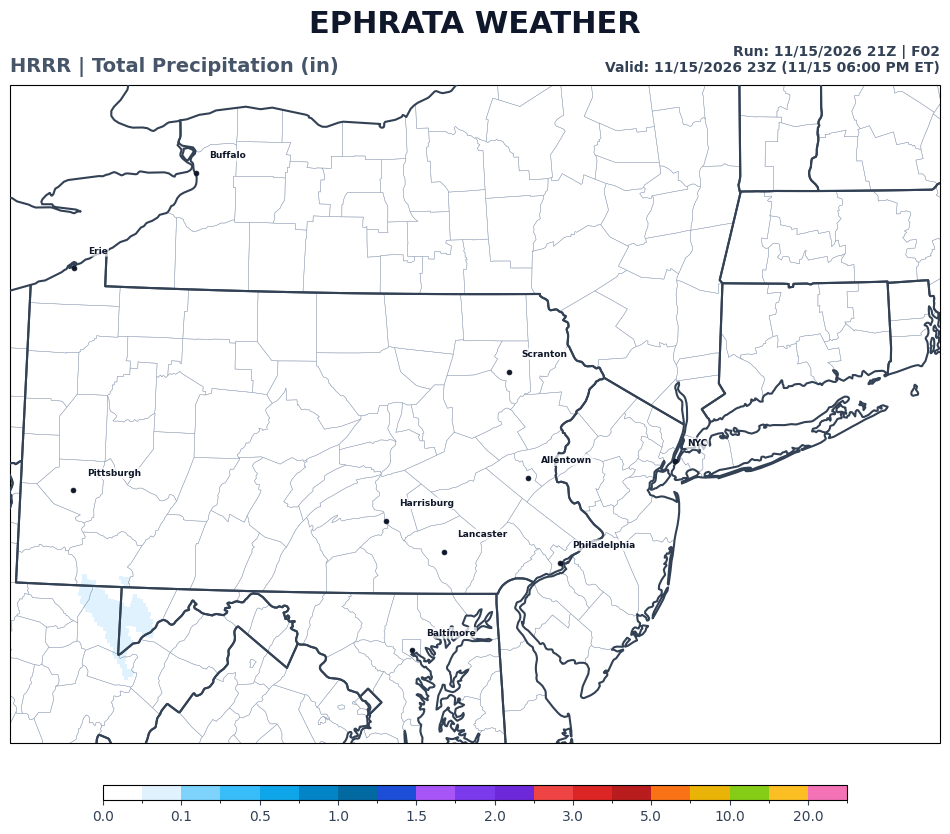 EPHRATA WEATHER
HRRR | Total Precipitation (in)
Run: 11/15/2026 21Z | F02
Valid: 11/15/2026 23Z (11/15 06:00 PM ET)
Buffalo
Erie
Scranton
NYC
Allentown
Pittsburgh
Harrisburg
Lancaster
Philadelphia
Baltimore
0.0 0.1 0.5 1.0 1.5 2.0 3.0 5.0 10.0 20.0